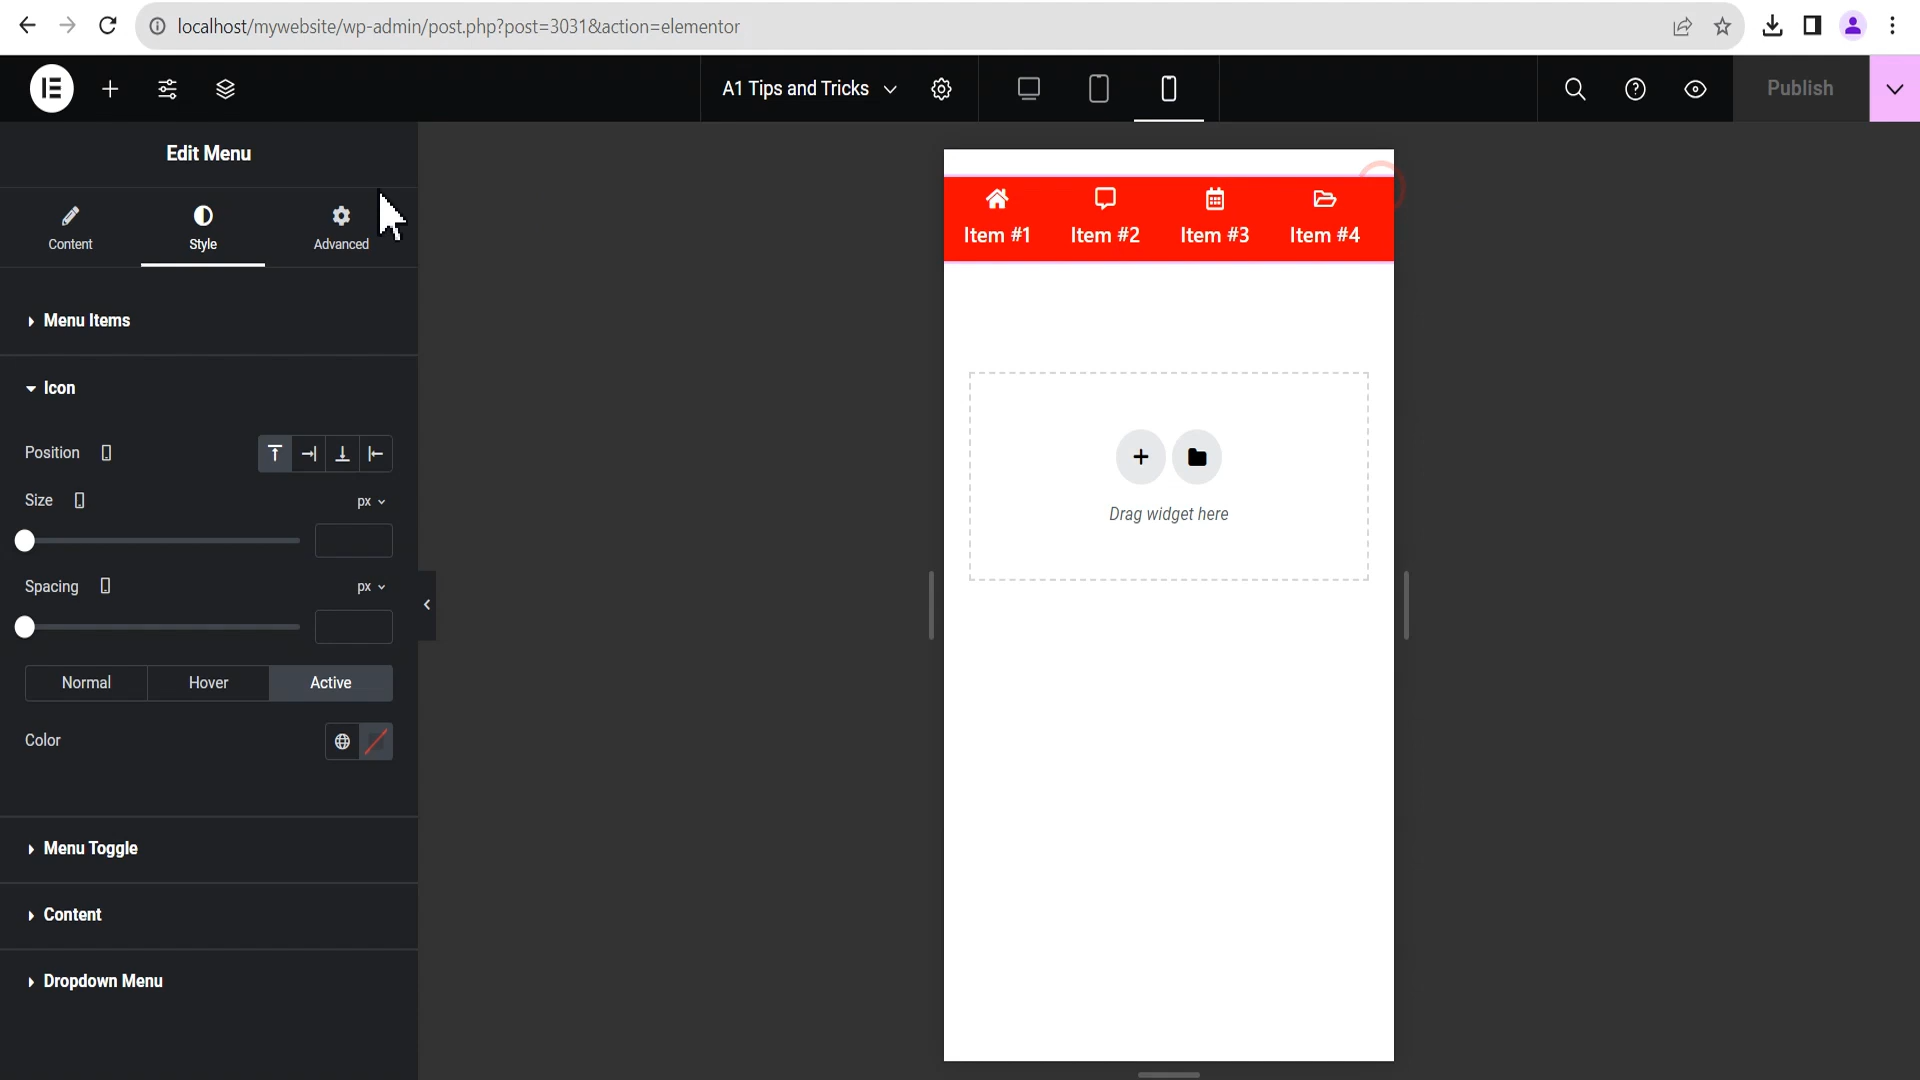 localhost/mywebsite/wp-admin/post.php?post=3031&action=elementor
A1 Tips and Tricks
Publish
Edit Menu
Content
Style
Advanced
Menu Items
Icon
Position
Size
px
Spacing
px
Normal
Hover
Active
Color
Menu Toggle
Content
Dropdown Menu
Item #1
Item #2
Item #3
Item #4
Drag widget here